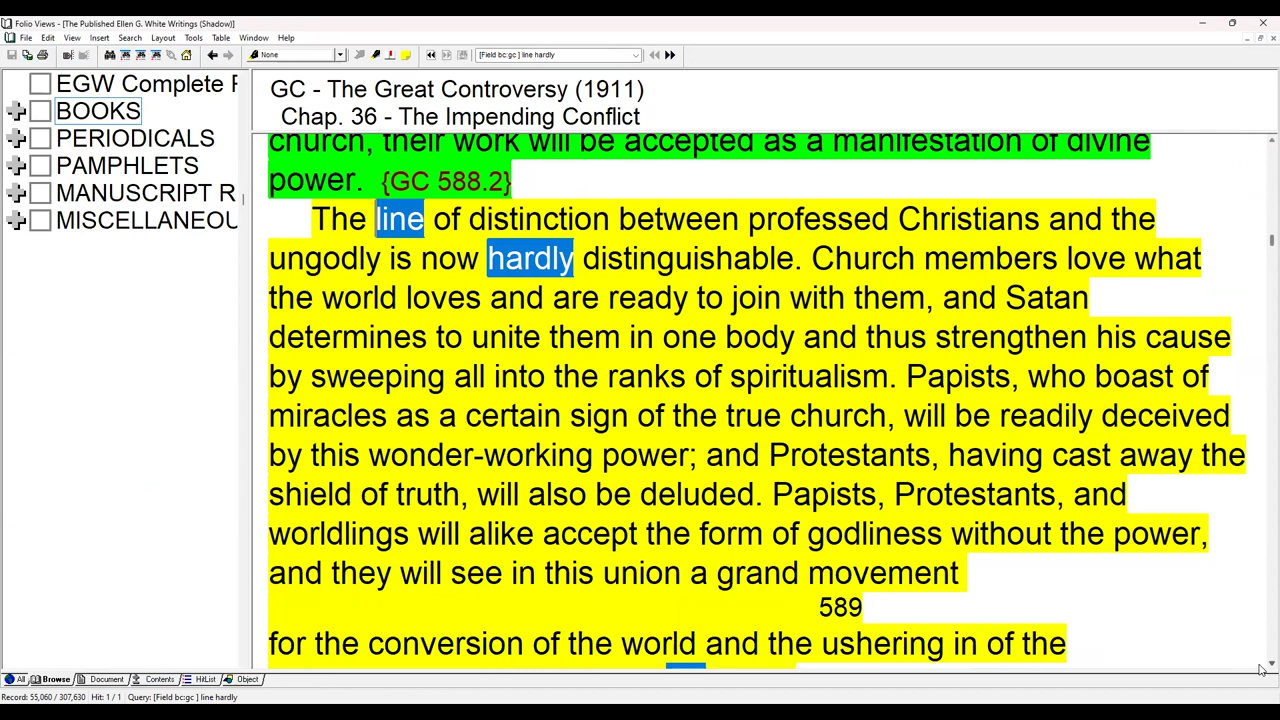 Folio Views - [The Published Ellen G. White Writings (Shadow)]
File Edit View Insert Search Layout Tools Table Window Help
None
[Field bc:gc ] line hardly
EGW Complete
BOOKS
PERIODICALS
PAMPHLETS
MANUSCRIPT R
MISCELLANEOU
GC - The Great Controversy (1911)
Chap. 36 - The Impending Conflict
church, their work will be accepted as a manifestation of divine
power. {GC 588.2}
The line of distinction between professed Christians and the
ungodly is now hardly distinguishable. Church members love what
the world loves and are ready to join with them, and Satan
determines to unite them in one body and thus strengthen his cause
by sweeping all into the ranks of spiritualism. Papists, who boast of
miracles as a certain sign of the true church, will be readily deceived
by this wonder-working power; and Protestants, having cast away the
shield of truth, will also be deluded. Papists, Protestants, and
worldlings will alike accept the form of godliness without the power,
and they will see in this union a grand movement
589
for the conversion of the world and the ushering in of the
All Browse Document Contents HitList Object
Record: 55,060 / 307,630 Hit: 1 / 1 Query: [Field bc:gc ] line hardly